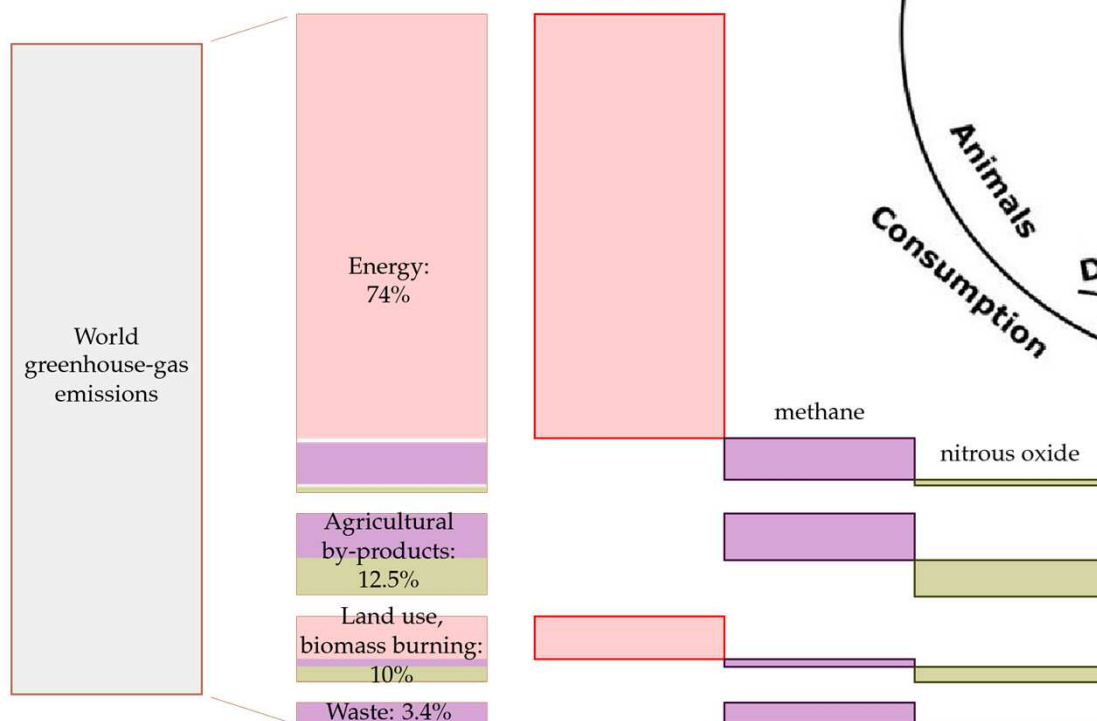 World
greenhouse-gas
emissions
Energy:
74%
Agricultural
by-products:
12.5%
Land use,
biomass burning:
10%
Waste: 3.4%
methane
nitrous oxide
Animals
Consumption